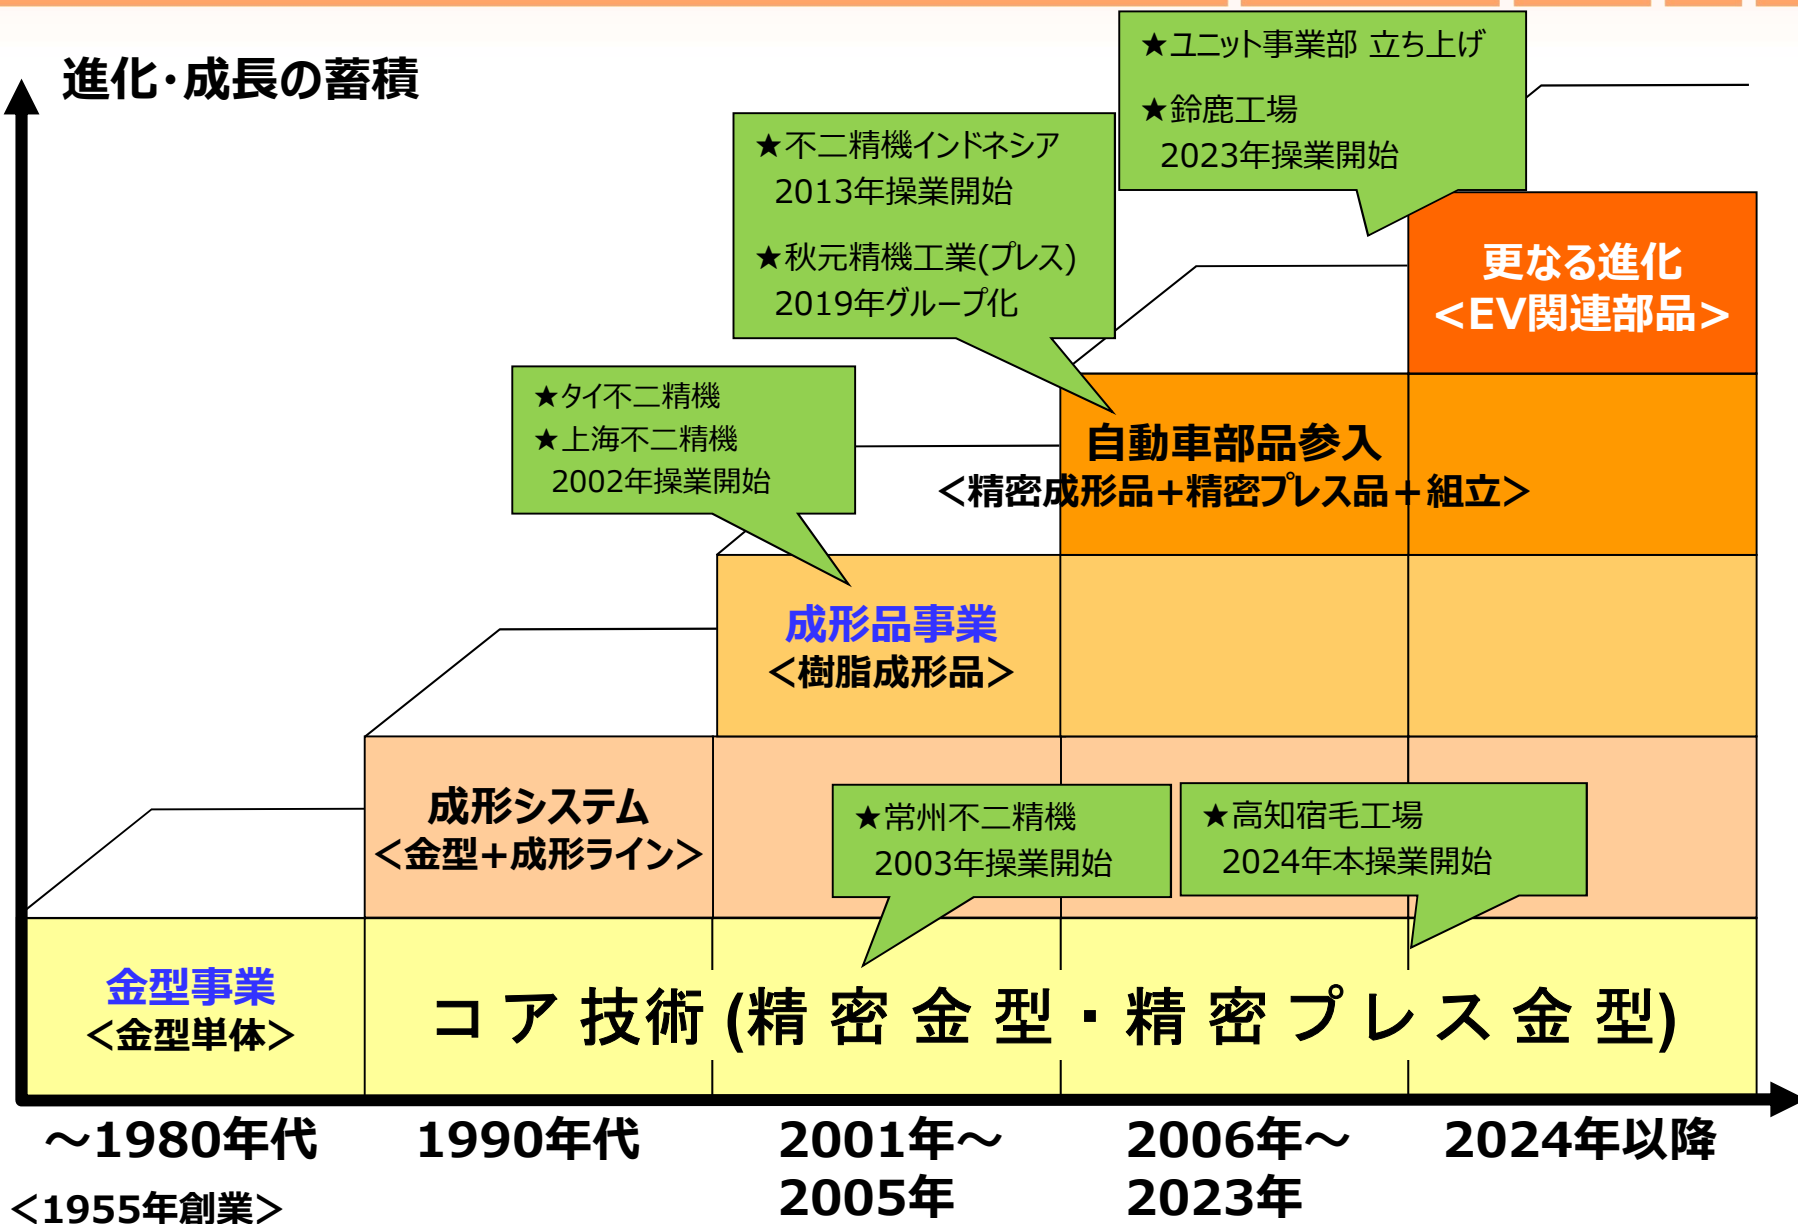 進化・成長の蓄積
★ユニット事業部 立ち上げ
★鈴鹿工場
2023年操業開始
★不二精機インドネシア
2013年操業開始
★秋元精機工業(プレス)
2019年グループ化
更なる進化
<EV関連部品>
★タイ不二精機
★上海不二精機
2002年操業開始
自動車部品参入
<精密成形品+精密プレス品+組立>
成形品事業
<樹脂成形品>
成形システム
<金型+成形ライン>
★常州不二精機
2003年操業開始
★高知宿毛工場
2024年本操業開始
金型事業
<金型単体>
コア技術(精密金型・精密プレス金型)
～1980年代
1990年代
2001年～
2005年
2006年～
2023年
2024年以降
<1955年創業>